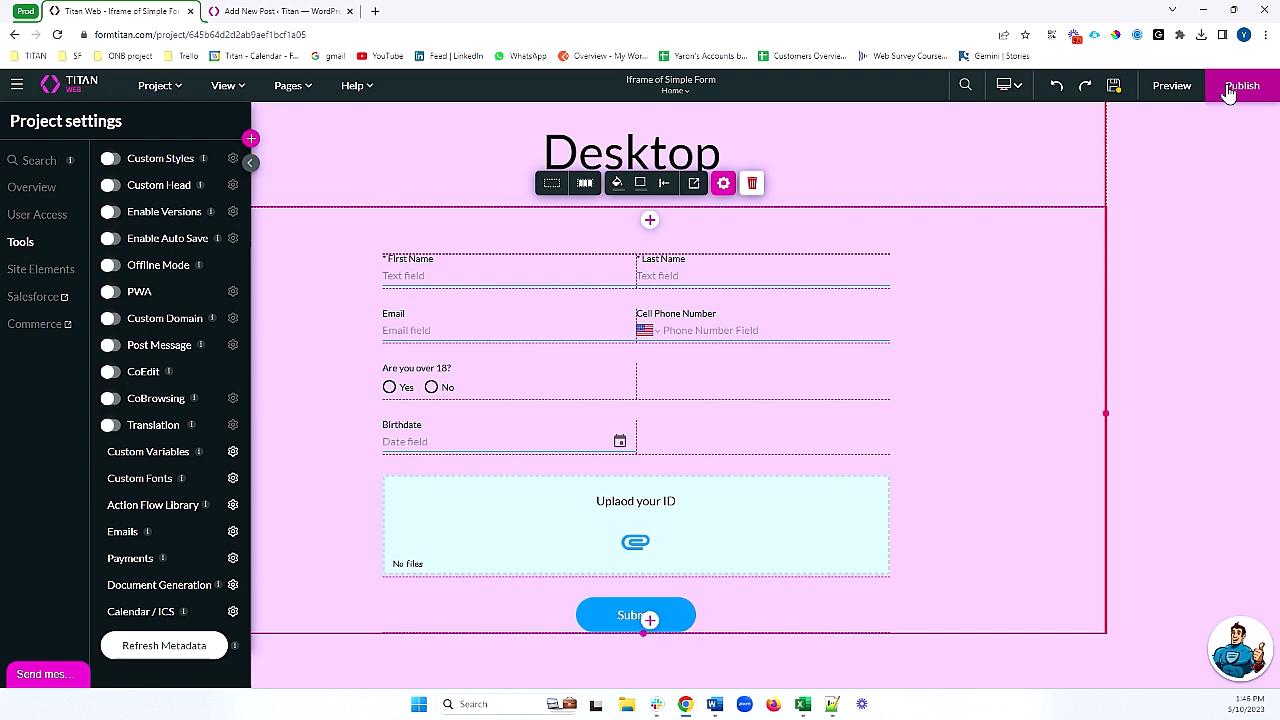 Prod
Titan Web - Iframe of Simple For
Add New Post ‹ Titan — WordPre
formtitan.com/project/645b64d2d2ab9aef1bcf1a05
TITAN
SF
ONB project
Trello
Titan - Calendar - F...
gmail
YouTube
Feed | LinkedIn
WhatsApp
Overview - My Wor...
Yaron's Accounts b...
Customers Overvie...
Web Survey Course...
Gemini | Stories
TITAN
WEB
Project
View
Pages
Help
Iframe of Simple Form
Home
Preview
Publish
Project settings
Search
Overview
User Access
Tools
Site Elements
Salesforce
Commerce
Custom Styles
Custom Head
Enable Versions
Enable Auto Save
Offline Mode
PWA
Custom Domain
Post Message
CoEdit
CoBrowsing
Translation
Custom Variables
Custom Fonts
Action Flow Library
Emails
Payments
Document Generation
Calendar / ICS
Refresh Metadata
Send mes...
Desktop
* First Name
Text field
* Last Name
Text field
Email
Email field
Cell Phone Number
Phone Number Field
Are you over 18?
Yes
No
Birthdate
Date field
Uplaod your ID
No files
Subm
Search
1:46 PM
5/10/2023